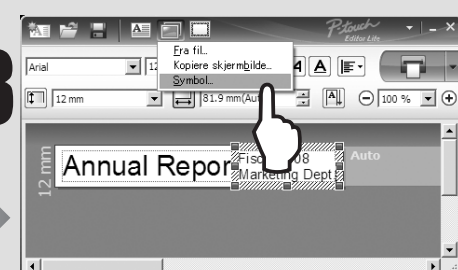 P-touch
Editor Lite
Fra fil...
Kopiere skjermbilde...
Symbol...
Arial
12
A
12 mm
81.9 mm(Au
A
100 %
12 mm
Annual Repor
Fisc 08
Marketing Dept
Auto